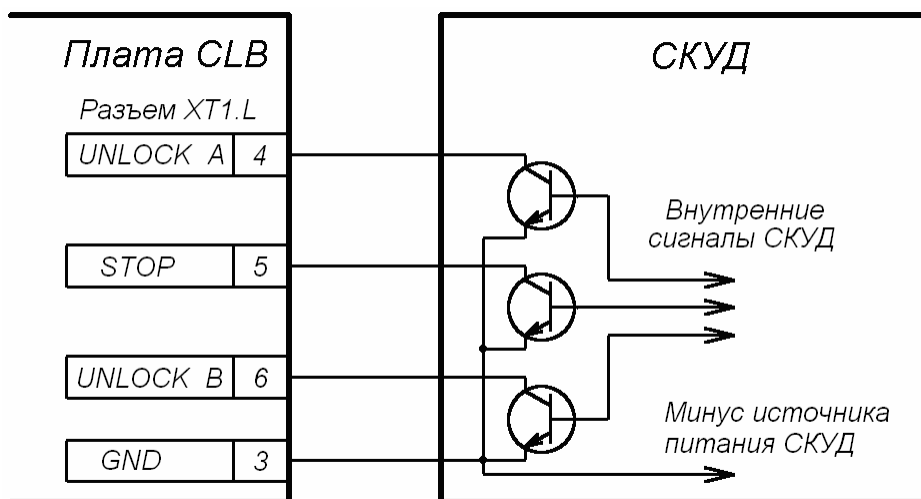 Плата CLB
СКУД
Разъем XT1.L
UNLOCK A 4
STOP 5
UNLOCK B 6
GND 3
Внутренние
сигналы СКУД
Минус источника
питания СКУД